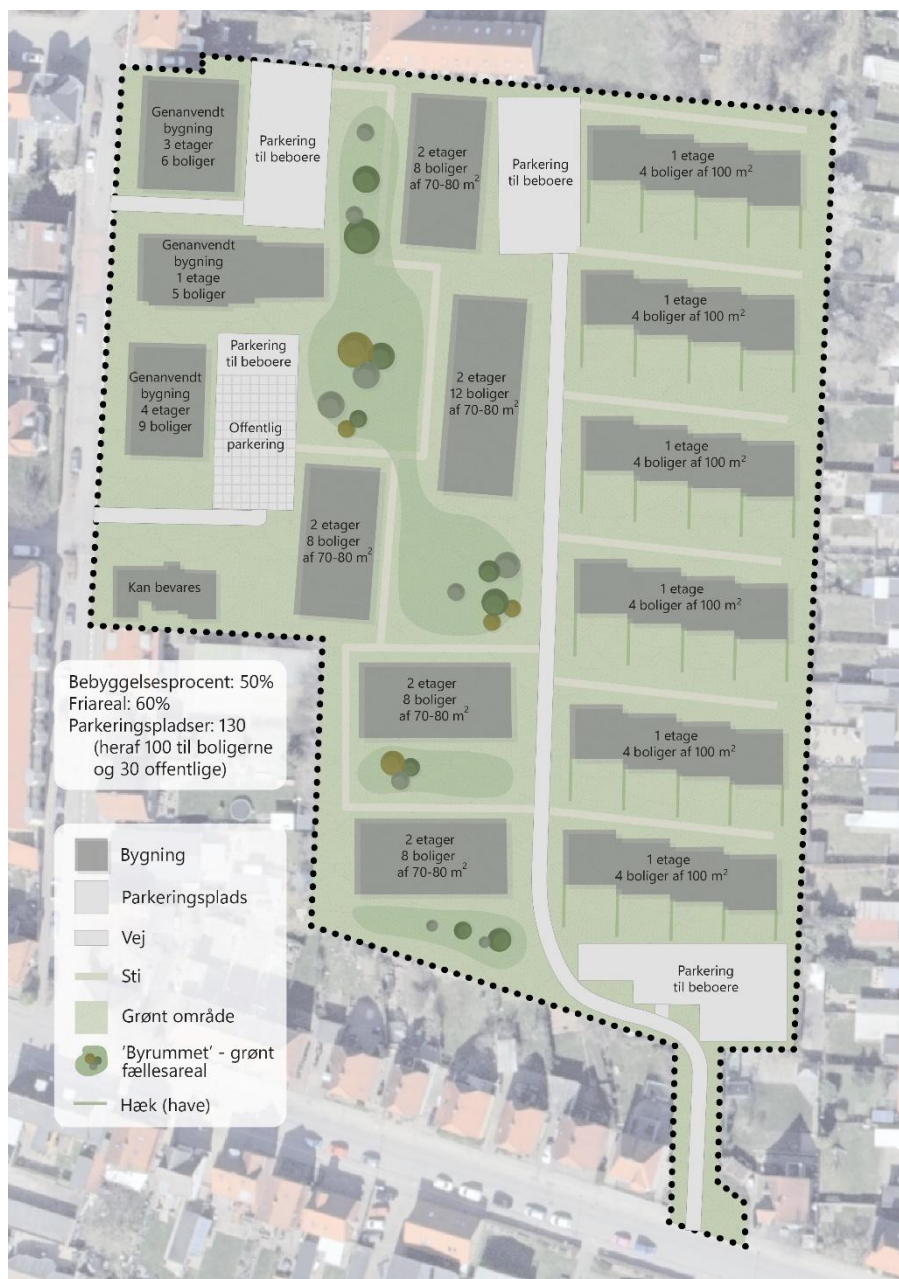 Genanvendt
bygning
3 etager
6 boliger
Parkering
til beboere
2 etager
8 boliger
af 70-80 m²
Parkering
til beboere
1 etage
4 boliger af 100 m²
Genanvendt
bygning
1 etage
5 boliger
1 etage
4 boliger af 100 m²
Genanvendt
bygning
4 etager
9 boliger
Parkering
til beboere
Offentlig
parkering
2 etager
12 boliger
af 70-80 m²
1 etage
4 boliger af 100 m²
2 etager
8 boliger
af 70-80 m²
Kan bevares
1 etage
4 boliger af 100 m²
Bebyggelsesprocent: 50%
Friareal: 60%
Parkeringspladser: 130
(heraf 100 til boligerne
og 30 offentlige)
2 etager
8 boliger
af 70-80 m²
1 etage
4 boliger af 100 m²
2 etager
8 boliger
af 70-80 m²
1 etage
4 boliger af 100 m²
Parkering
til beboere
Bygning
Parkeringsplads
Vej
Sti
Grønt område
'Byrummet' - grønt
fællesareal
Hæk (have)